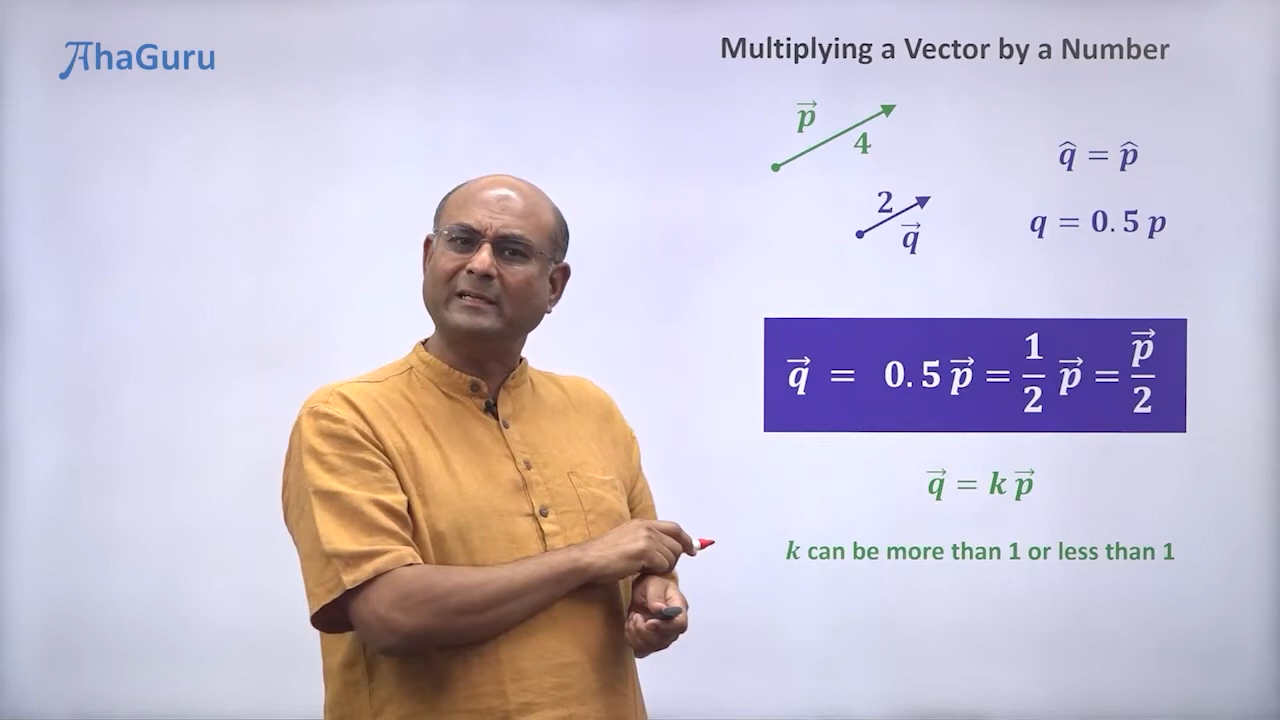 AhaGuru
Multiplying a Vector by a Number
p⃗
4
q̂ = p̂
2
q⃗
q = 0.5 p
q⃗ = 0.5 p⃗ = 1/2 p⃗ = p⃗/2
q⃗ = k p⃗
k can be more than 1 or less than 1